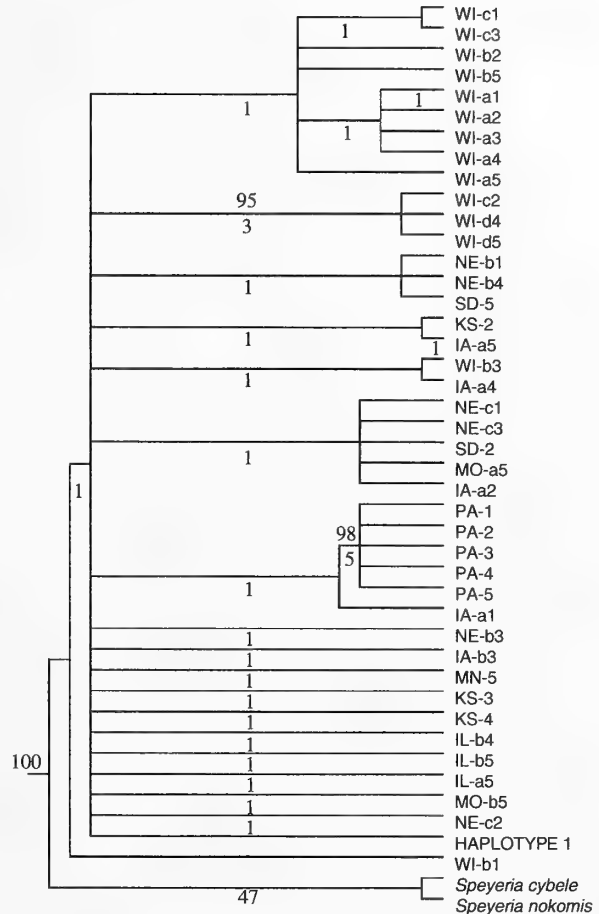 WI-c1
1
WI-c3
WI-b2
WI-b5
WI-a1
1
1
WI-a2
WI-a3
1
WI-a4
WI-a5
95
WI-c2
3
WI-d4
WI-d5
NE-b1
1
NE-b4
SD-5
KS-2
1
IA-a5
1
WI-b3
1
IA-a4
NE-c1
NE-c3
1
SD-2
MO-a5
1
IA-a2
PA-1
98
PA-2
PA-3
5
PA-4
1
PA-5
IA-a1
NE-b3
1
IA-b3
1
MN-5
1
KS-3
1
KS-4
1
IL-b4
1
100
IL-b5
1
IL-a5
1
MO-b5
1
NE-c2
1
HAPLOTYPE 1
WI-b1
Speyeria cybele
47
Speyeria nokomis